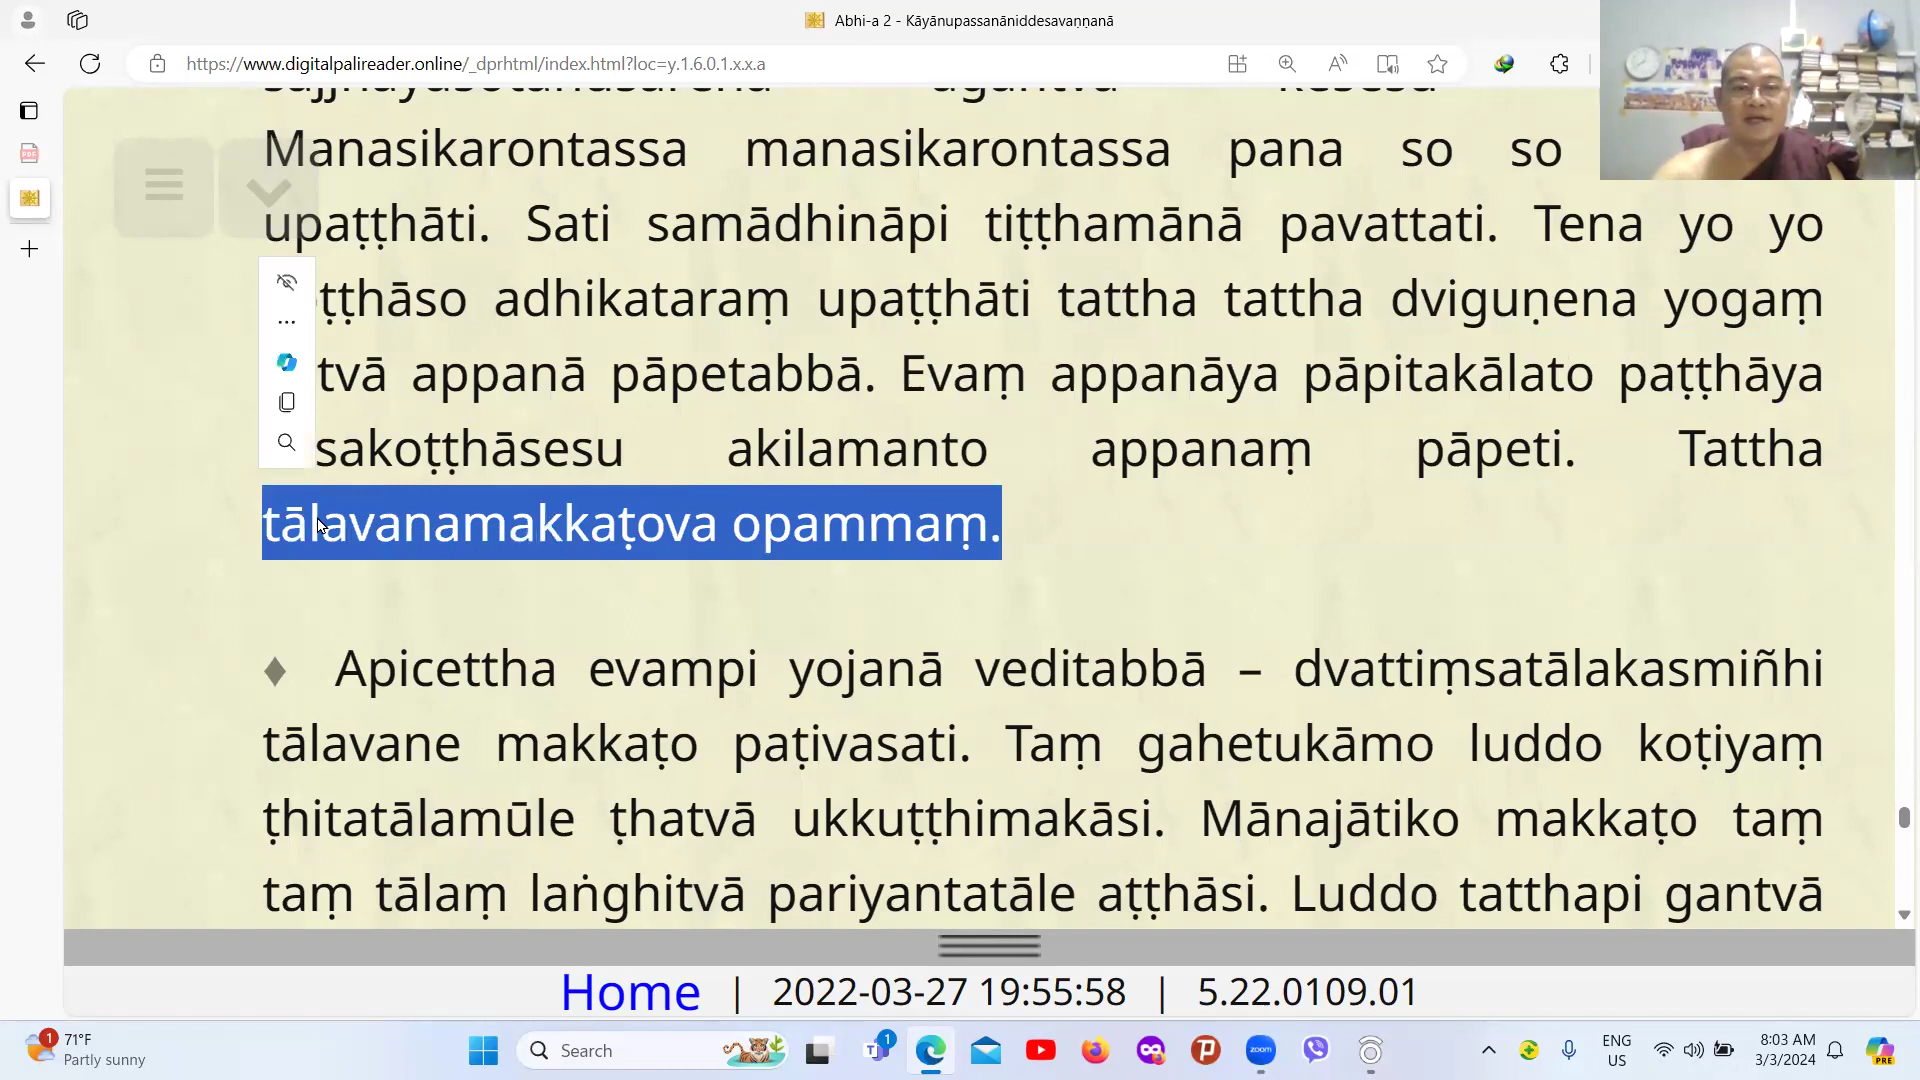 Abhi-a 2 - Kāyānupassanāniddesavaṇṇanā
https://www.digitalpalireader.online/_dprhtml/index.html?loc=y.1.6.0.1.x.x.a
Manasikarontassa manasikarontassa pana so so
upaṭṭhāti. Sati samādhināpi tiṭṭhamānā pavattati. Tena yo yo
ṭṭhāso adhikataraṃ upaṭṭhāti tattha tattha dviguṇena yogaṃ
tvā appanā pāpetabbā. Evaṃ appanāya pāpitakālato paṭṭhāya
sakoṭṭhāsesu akilamanto appanaṃ pāpeti. Tattha
tālavanamakkaṭova opammaṃ.
♦ Apicettha evampi yojanā veditabbā – dvattiṃsatālakasmiñhi
tālavane makkaṭo paṭivasati. Taṃ gahetukāmo luddo koṭiyaṃ
ṭhitatālamūle ṭhatvā ukkuṭṭhimakāsi. Mānajātiko makkaṭo taṃ
taṃ tālaṃ laṅghitvā pariyantatāle aṭṭhāsi. Luddo tatthapi gantvā
Home | 2022-03-27 19:55:58 | 5.22.0109.01
1
71°F
Partly sunny
Search
1
zoom
ENG
US
8:03 AM
3/3/2024
PRE